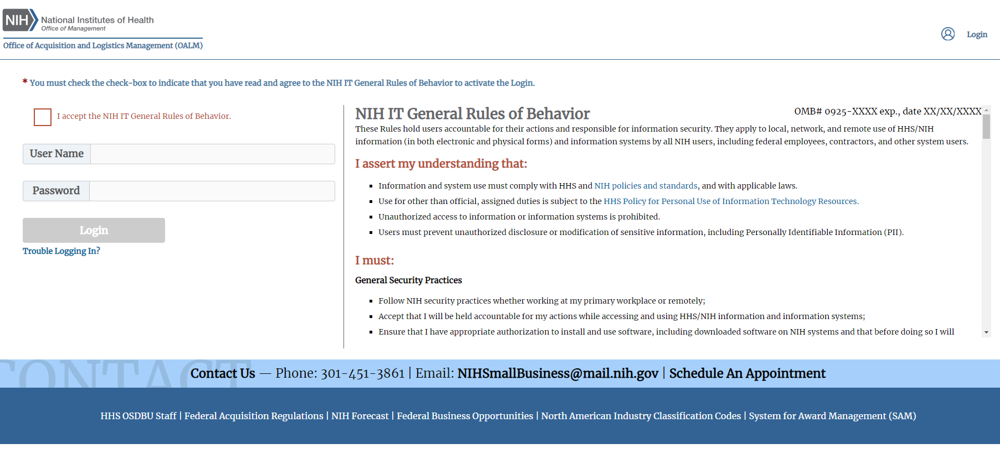 NIH National Institutes of Health
Office of Management
Office of Acquisition and Logistics Management (OALM)
Login
* You must check the check-box to indicate that you have read and agree to the NIH IT General Rules of Behavior to activate the Login.
I accept the NIH IT General Rules of Behavior.
User Name
Password
Login
Trouble Logging In?
NIH IT General Rules of Behavior
OMB# 0925-XXXX exp., date XX/XX/XXXX
These Rules hold users accountable for their actions and responsible for information security. They apply to local, network, and remote use of HHS/NIH
information (in both electronic and physical forms) and information systems by all NIH users, including federal employees, contractors, and other system users.
I assert my understanding that:
Information and system use must comply with HHS and NIH policies and standards, and with applicable laws.
Use for other than official, assigned duties is subject to the HHS Policy for Personal Use of Information Technology Resources.
Unauthorized access to information or information systems is prohibited.
Users must prevent unauthorized disclosure or modification of sensitive information, including Personally Identifiable Information (PII).
I must:
General Security Practices
Follow NIH security practices whether working at my primary workplace or remotely;
Accept that I will be held accountable for my actions while accessing and using HHS/NIH information and information systems;
Ensure that I have appropriate authorization to install and use software, including downloaded software on NIH systems and that before doing so I will
CONTACT
Contact Us — Phone: 301-451-3861 | Email: NIHSmallBusiness@mail.nih.gov | Schedule An Appointment
HHS OSDBU Staff | Federal Acquisition Regulations | NIH Forecast | Federal Business Opportunities | North American Industry Classification Codes | System for Award Management (SAM)